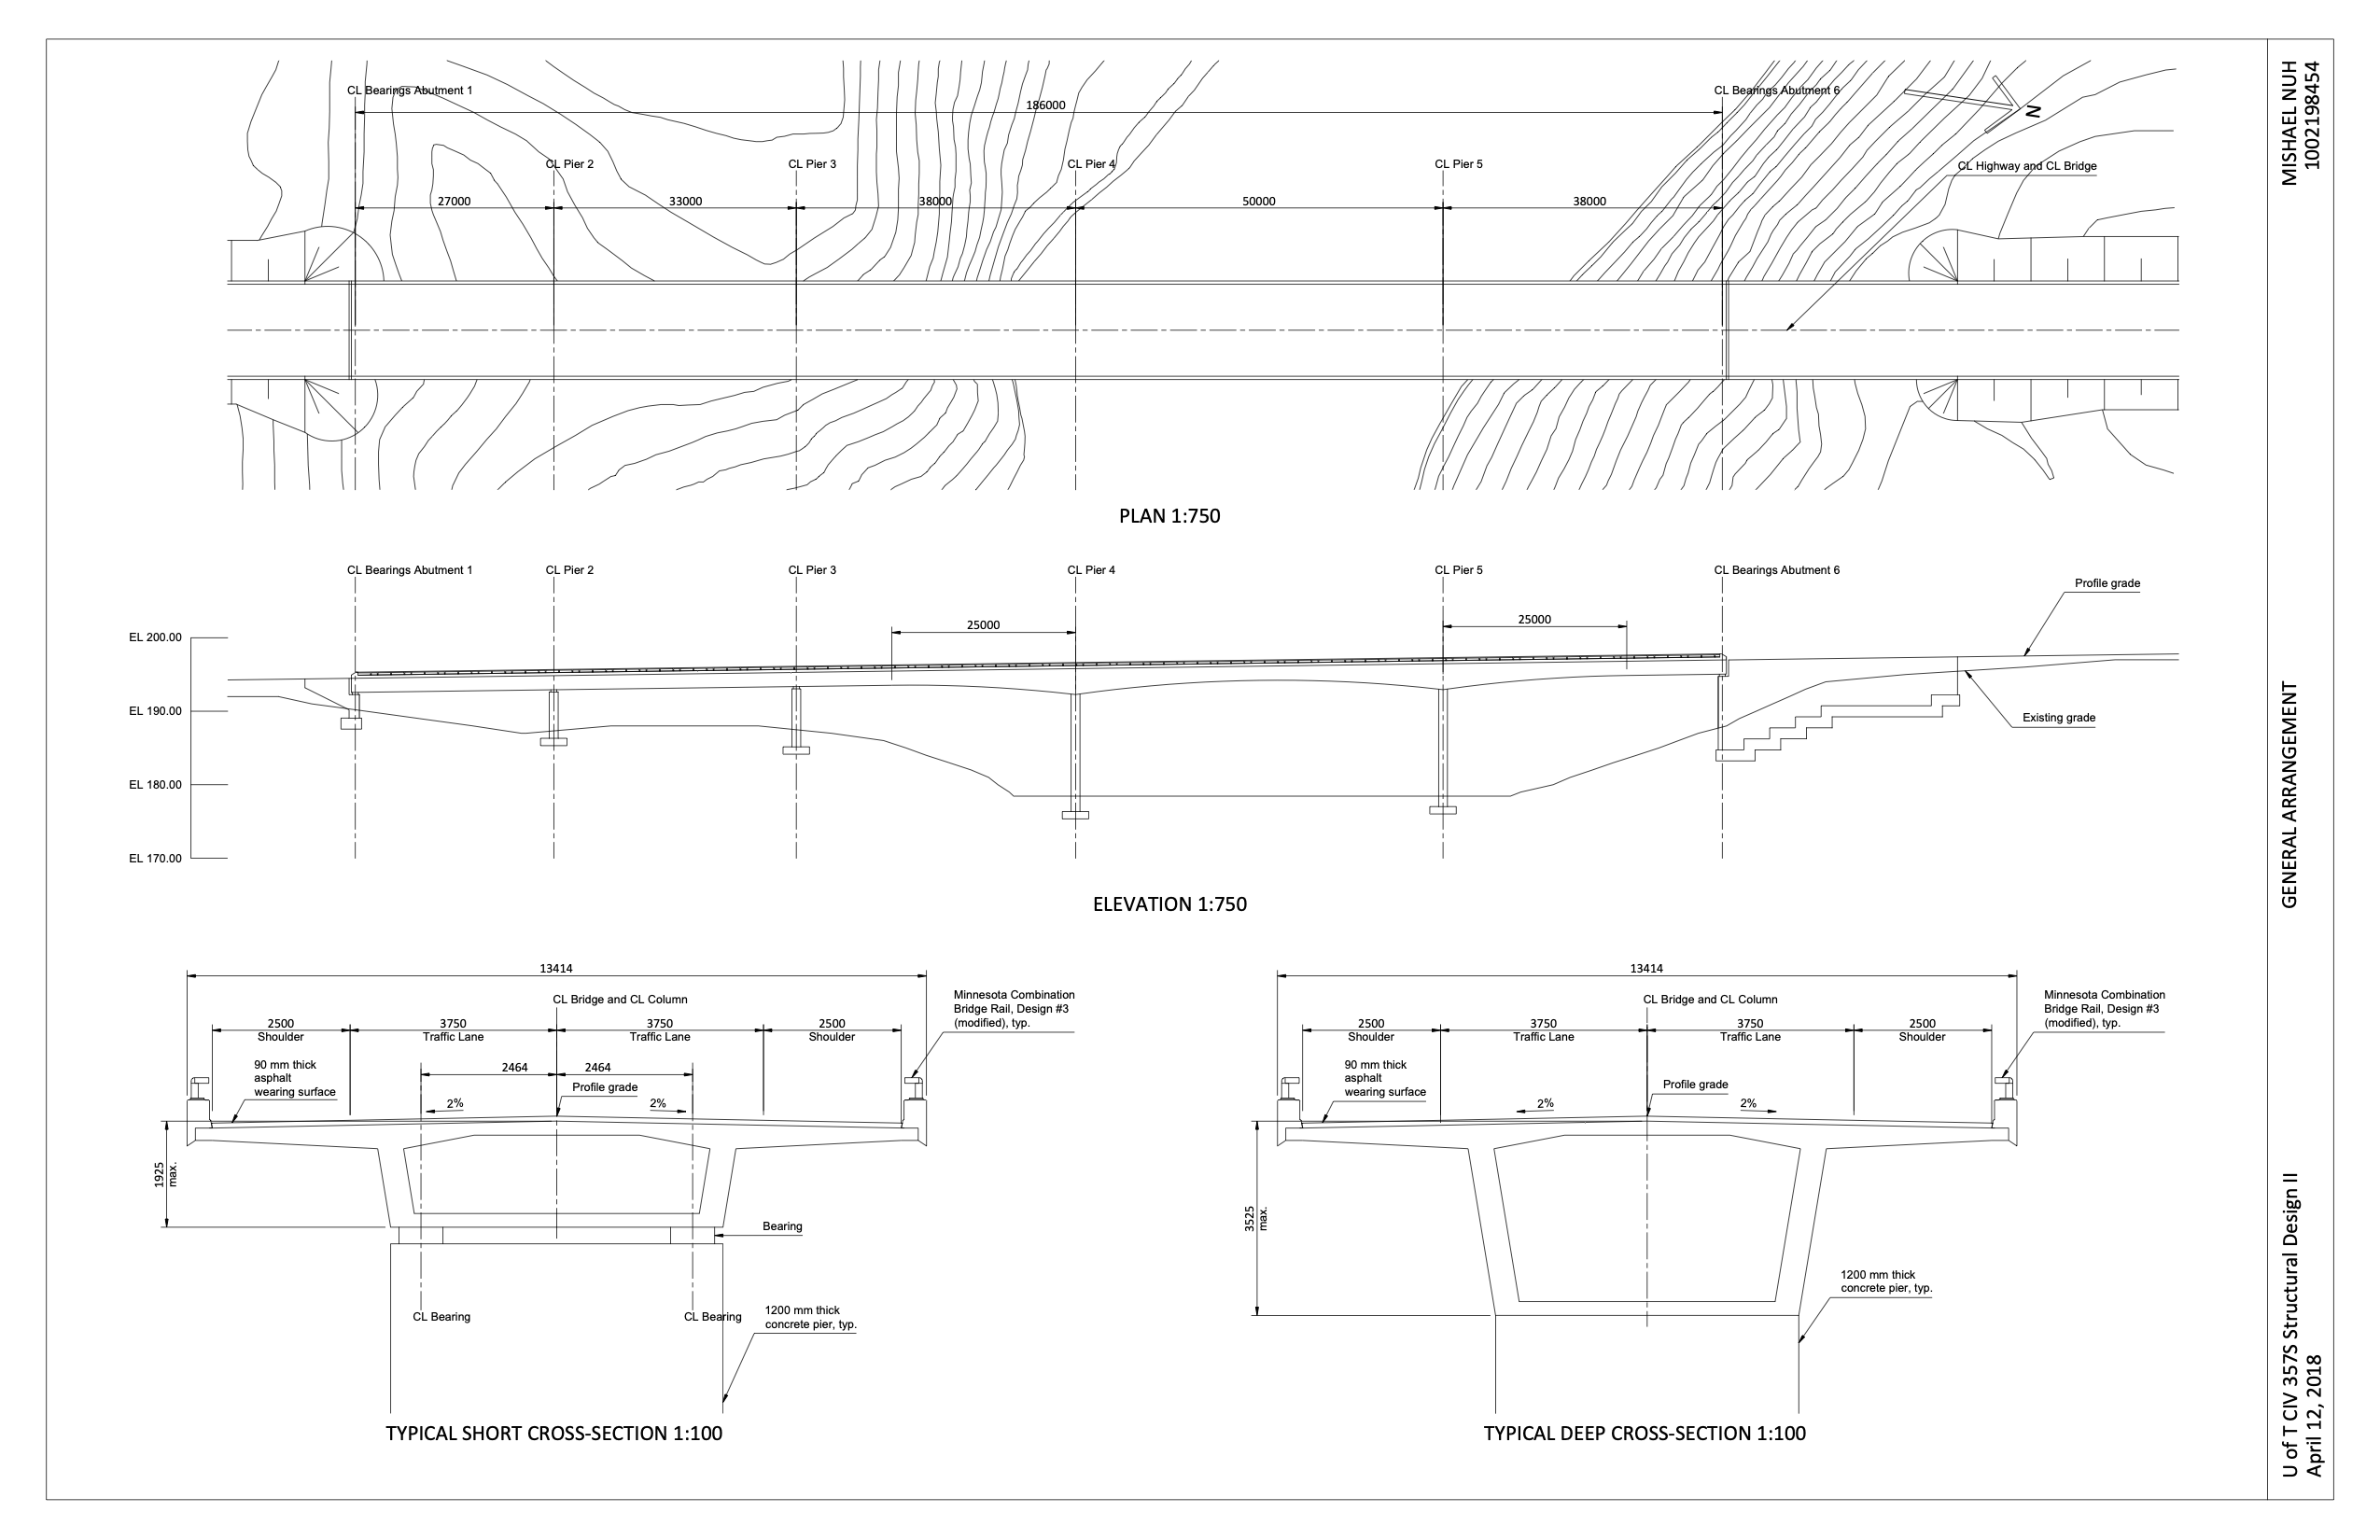 CL Bearings Abutment 1
CL Bearings Abutment 6
186000
N
CL Pier 2
CL Pier 3
CL Pier 4
CL Pier 5
CL Highway and CL Bridge
27000
33000
38000
50000
38000
PLAN 1:750
CL Bearings Abutment 1
CL Pier 2
CL Pier 3
CL Pier 4
CL Pier 5
CL Bearings Abutment 6
Profile grade
25000
25000
EL 200.00
EL 190.00
EL 180.00
EL 170.00
Existing grade
ELEVATION 1:750
13414
CL Bridge and CL Column
Minnesota Combination
Bridge Rail, Design #3
(modified), typ.
2500
Shoulder
3750
Traffic Lane
3750
Traffic Lane
2500
Shoulder
90 mm thick
asphalt
wearing surface
2464
2464
Profile grade
2%
2%
1925
max.
Bearing
CL Bearing
CL Bearing
1200 mm thick
concrete pier, typ.
TYPICAL SHORT CROSS-SECTION 1:100
13414
CL Bridge and CL Column
Minnesota Combination
Bridge Rail, Design #3
(modified), typ.
2500
Shoulder
3750
Traffic Lane
3750
Traffic Lane
2500
Shoulder
90 mm thick
asphalt
wearing surface
Profile grade
2%
2%
3525
max.
1200 mm thick
concrete pier, typ.
TYPICAL DEEP CROSS-SECTION 1:100
MISHAEL NUH
1002198454
GENERAL ARRANGEMENT
U of T CIV 357S Structural Design II
April 12, 2018